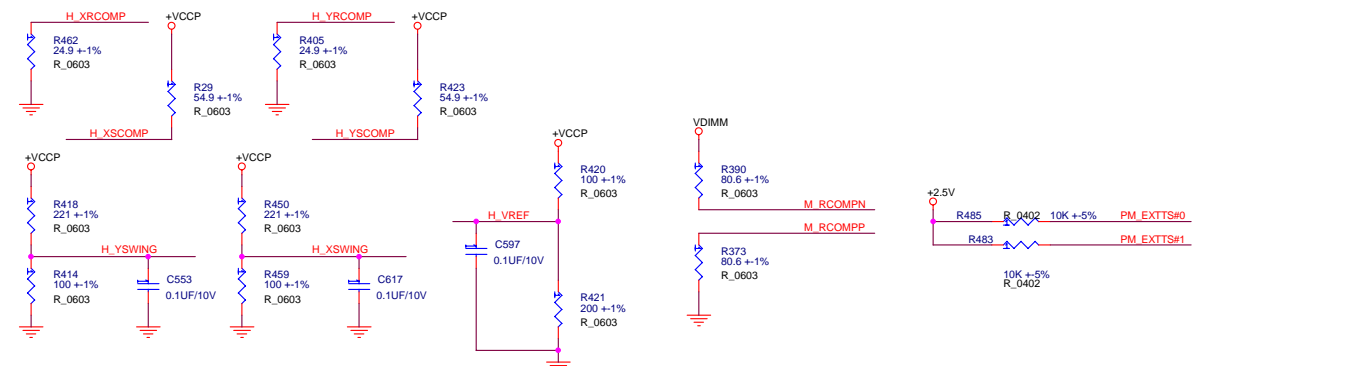 H_XRCOMP
+VCCP
R462
24.9 +-1%
R_0603
R29
54.9 +-1%
R_0603
H_XSCOMP
H_YRCOMP
+VCCP
R405
24.9 +-1%
R_0603
R423
54.9 +-1%
R_0603
H_YSCOMP
+VCCP
R418
221 +-1%
R_0603
H_YSWING
R414
100 +-1%
R_0603
C553
0.1UF/10V
+VCCP
R450
221 +-1%
R_0603
H_XSWING
R459
100 +-1%
R_0603
C617
0.1UF/10V
+VCCP
R420
100 +-1%
R_0603
H_VREF
C597
0.1UF/10V
R421
200 +-1%
R_0603
VDIMM
R390
80.6 +-1%
R_0603
M_RCOMPN
M_RCOMPP
R373
80.6 +-1%
R_0603
+2.5V
R485
R_0402
10K +-5%
PM_EXTTS#0
R483
PM_EXTTS#1
10K +-5%
R_0402